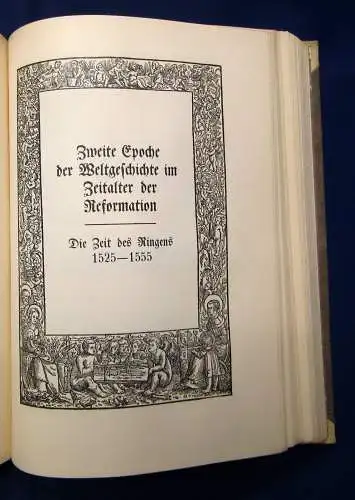 Zweite Epoche
der Weltgeschichte im
Zeitalter der
Reformation
Die Zeit des Ringens
1525—1555